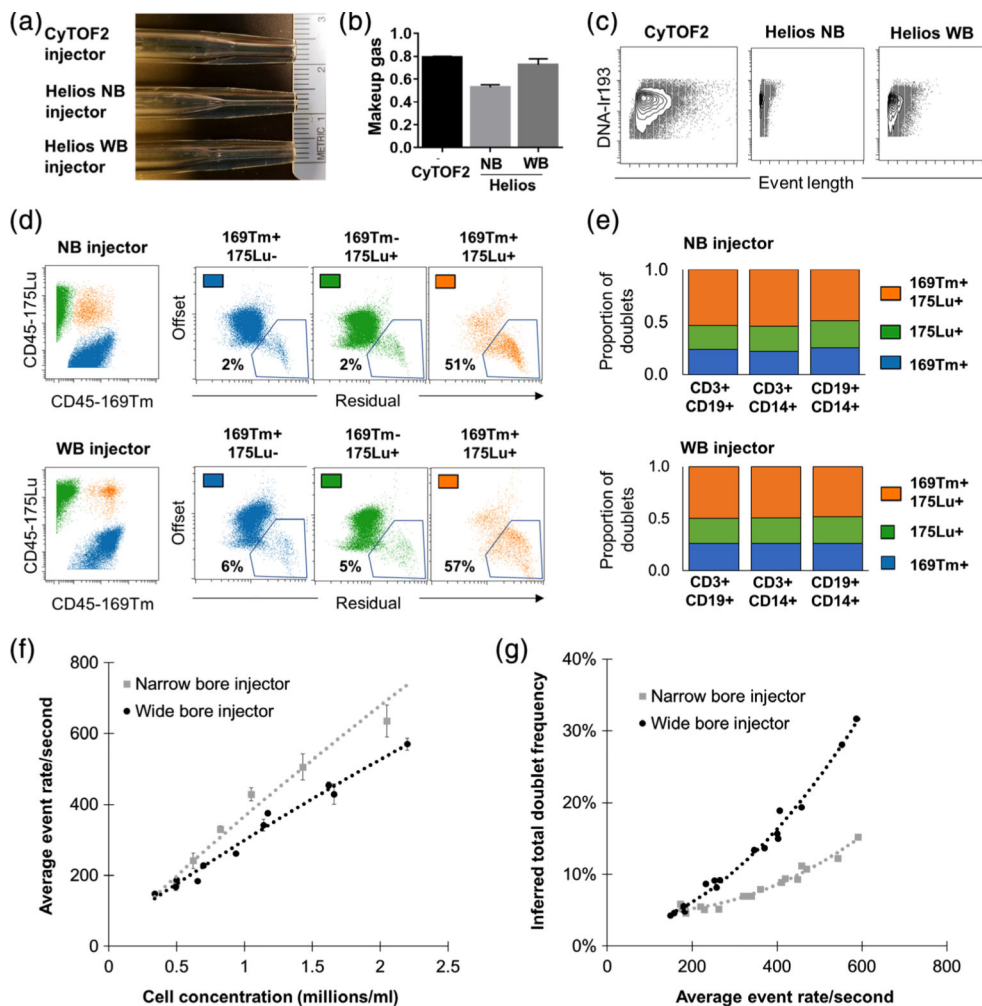 (a)
CyTOF2
injector
Helios NB
injector
Helios WB
injector
3
2
1
METRIC
(b)
Makeup gas
1.0
0.8
0.6
0.4
0.2
0.0
CyTOF2
NB
WB
Helios
(c)
CyTOF2
Helios NB
Helios WB
DNA-Ir193
Event length
(d)
NB injector
CD45-175Lu
CD45-169Tm
169Tm+
175Lu-
169Tm-
175Lu+
169Tm+
175Lu+
Offset
2%
2%
51%
Residual
WB injector
CD45-175Lu
CD45-169Tm
169Tm+
175Lu-
169Tm-
175Lu+
169Tm+
175Lu+
Offset
6%
5%
57%
Residual
(e)
NB injector
Proportion of
doublets
1.0
0.5
0.0
CD3+
CD19+
CD3+
CD14+
CD19+
CD14+
169Tm+
175Lu+
175Lu+
169Tm+
WB injector
Proportion of
doublets
1.0
0.5
0.0
CD3+
CD19+
CD3+
CD14+
CD19+
CD14+
169Tm+
175Lu+
175Lu+
169Tm+
(f)
Average event rate/second
800
600
400
200
0
Narrow bore injector
Wide bore injector
0 0.5 1 1.5 2 2.5
Cell concentration (millions/ml)
(g)
Inferred total doublet frequency
40%
30%
20%
10%
0%
Narrow bore injector
Wide bore injector
0 200 400 600 800
Average event rate/second